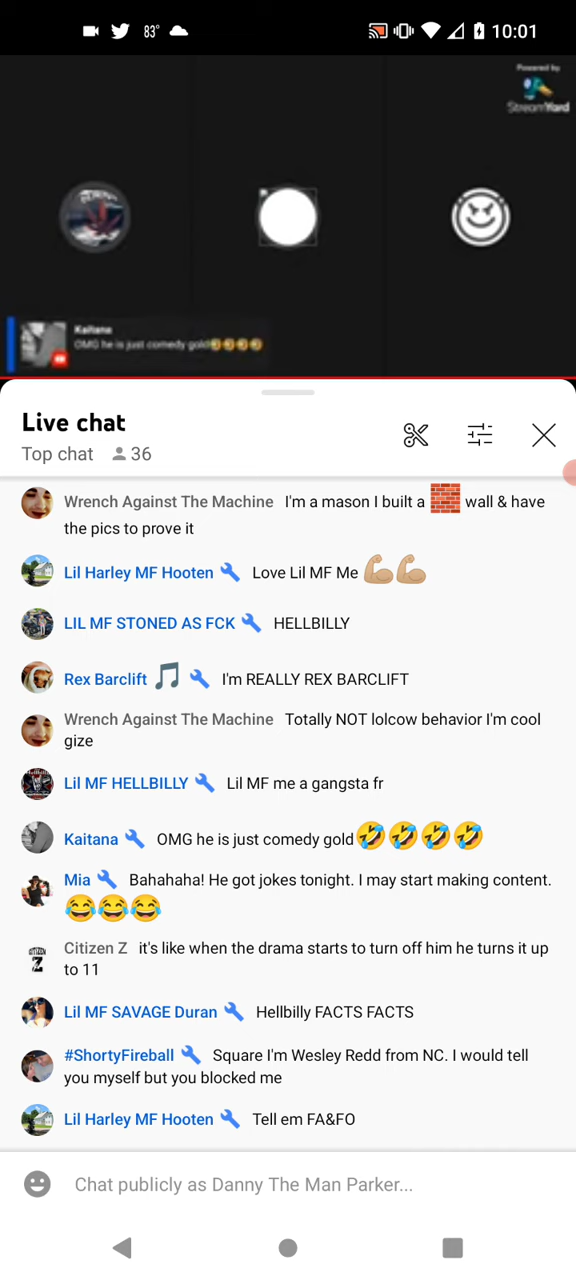 83° 10:01
Powered by
StreamYard
Kaitana
OMG he is just comedy gold🤣🤣🤣🤣
Live chat
Top chat 36
Wrench Against The Machine I'm a mason I built a 🧱 wall & have
the pics to prove it
Lil Harley MF Hooten Love Lil MF Me 💪🏼💪🏼
LIL MF STONED AS FCK HELLBILLY
Rex Barclift 🎵 I'm REALLY REX BARCLIFT
Wrench Against The Machine Totally NOT lolcow behavior I'm cool
gize
Lil MF HELLBILLY Lil MF me a gangsta fr
Kaitana OMG he is just comedy gold🤣🤣🤣🤣
Mia Bahahaha! He got jokes tonight. I may start making content.
😂😂😂
CITIZEN
Z
Citizen Z it's like when the drama starts to turn off him he turns it up
to 11
Lil MF SAVAGE Duran Hellbilly FACTS FACTS
#ShortyFireball Square I'm Wesley Redd from NC. I would tell
you myself but you blocked me
Lil Harley MF Hooten Tell em FA&FO
Chat publicly as Danny The Man Parker...